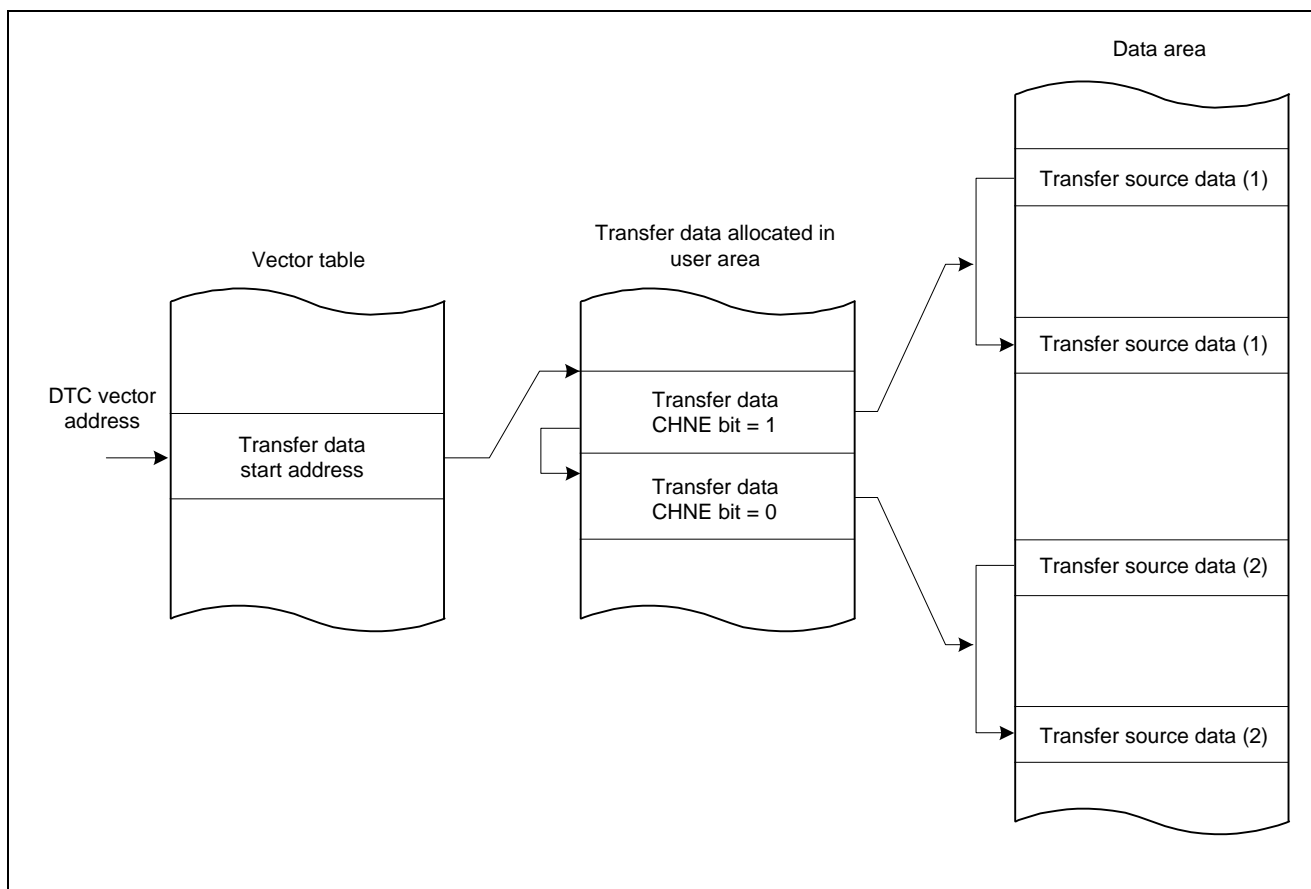 Data area
Transfer source data (1)
Transfer data allocated in
user area
Vector table
Transfer source data (1)
DTC vector
address
Transfer data
CHNE bit = 1
Transfer data
start address
Transfer data
CHNE bit = 0
Transfer source data (2)
Transfer source data (2)